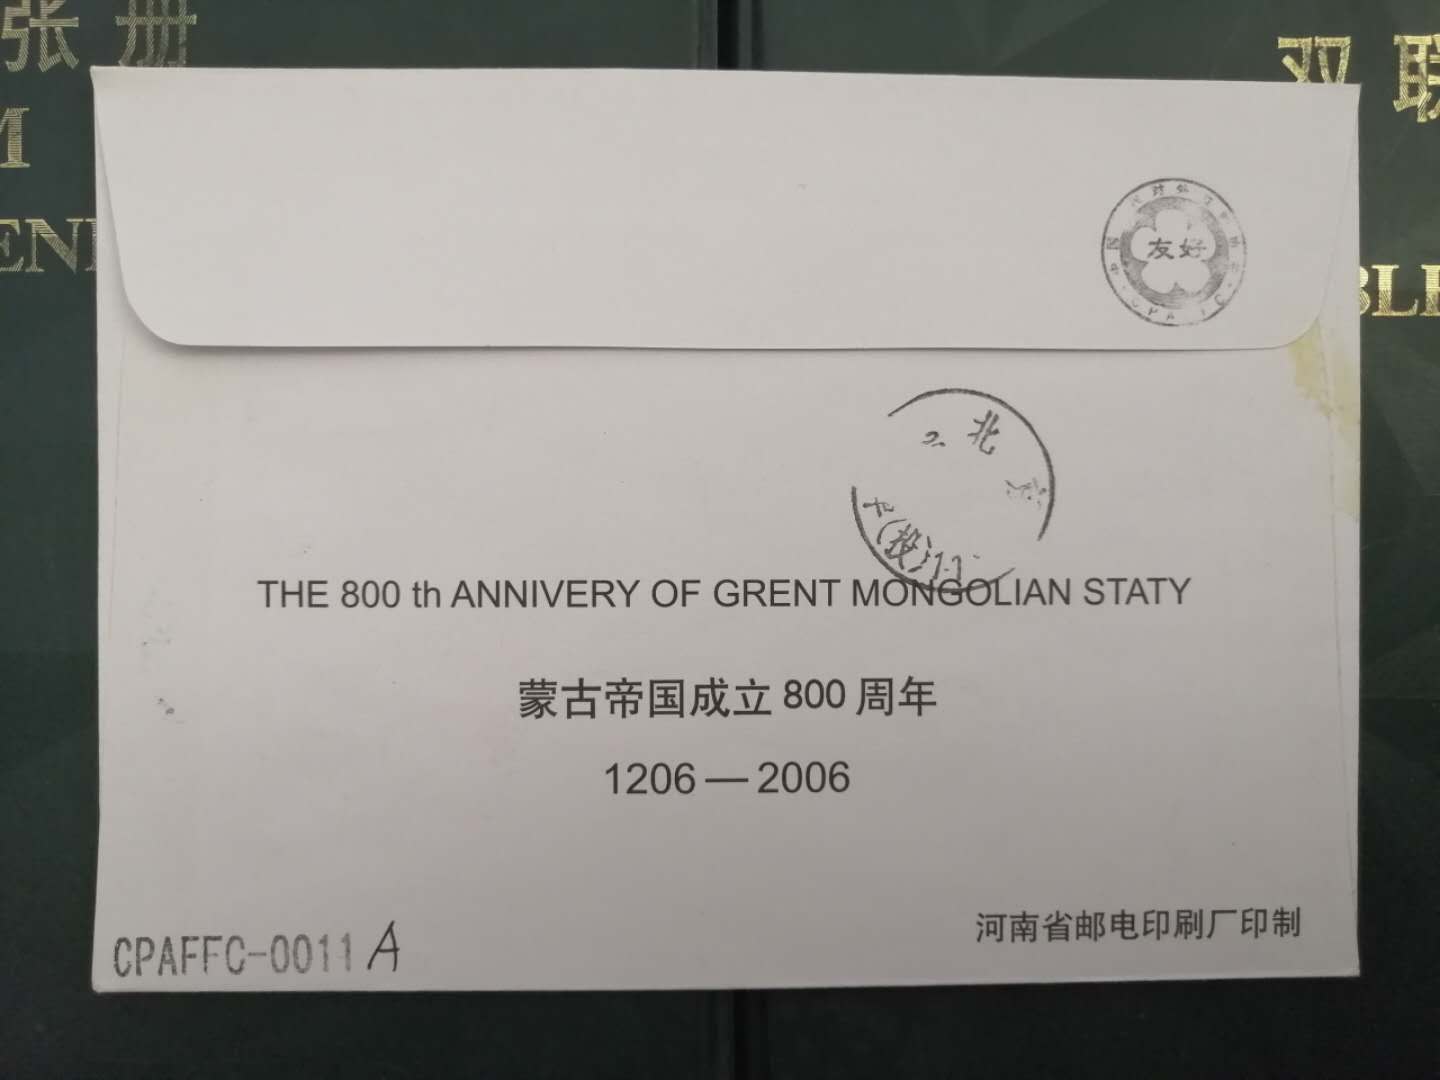 张册
M
双联
友好
北
京
(投)
THE 800 th ANNIVERY OF GRENT MONGOLIAN STATY
蒙古帝国成立 800 周年
1206 — 2006
河南省邮电印刷厂印制
CPAFFC-0011 A